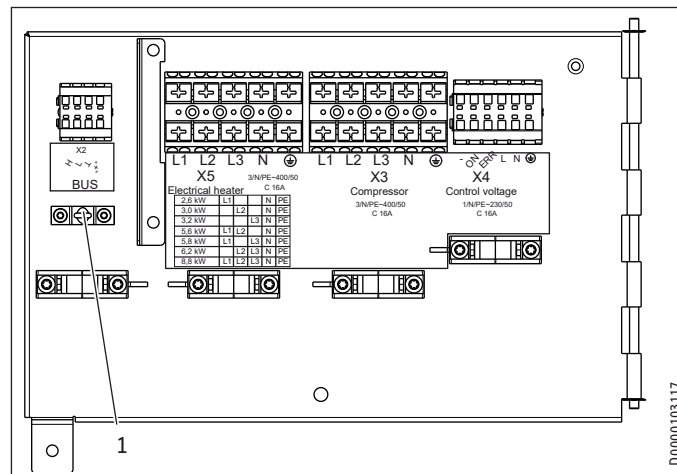 X2
H L ⏊ "+"
BUS
L1 L2 L3 N
X5
3/N/PE~400/50
Electrical heater
C 16A
2,6 kW L1 N PE
3,0 kW L2 N PE
3,2 kW L3 N PE
5,6 kW L1 L2 N PE
5,8 kW L1 L3 N PE
6,2 kW L2 L3 N PE
8,8 kW L1 L2 L3 N PE
L1 L2 L3 N
X3
Compressor
3/N/PE~400/50
C 16A
- ON ERR L N
X4
Control voltage
1/N/PE~230/50
C 16A
1
D0000103117